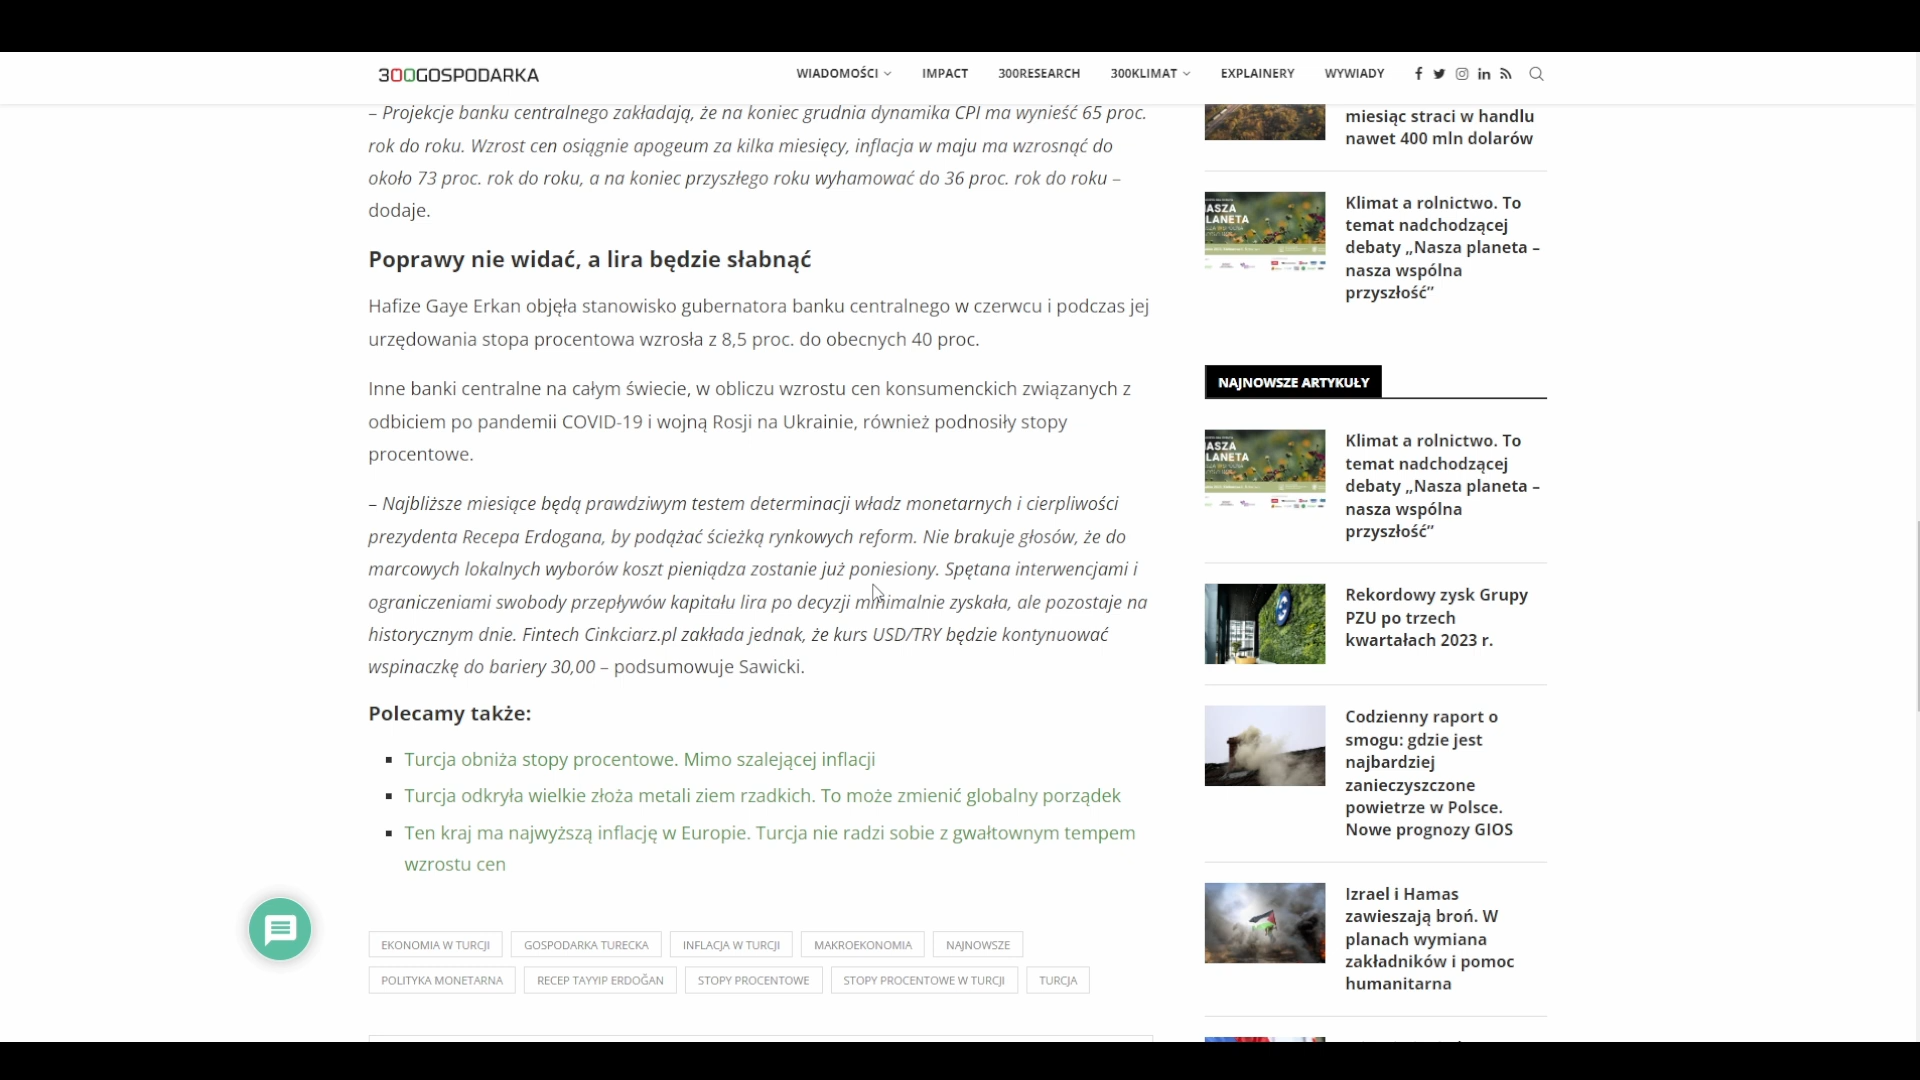 300GOSPODARKA
WIADOMOŚCI
IMPACT
300RESEARCH
300KLIMAT
EXPLAINERY
WYWIADY
– Projekcje banku centralnego zakładają, że na koniec grudnia dynamika CPI ma wynieść 65 proc.
rok do roku. Wzrost cen osiągnie apogeum za kilka miesięcy, inflacja w maju ma wzrosnąć do
około 73 proc. rok do roku, a na koniec przyszłego roku wyhamować do 36 proc. rok do roku –
dodaje.
Poprawy nie widać, a lira będzie słabnąć
Hafize Gaye Erkan objęła stanowisko gubernatora banku centralnego w czerwcu i podczas jej
urzędowania stopa procentowa wzrosła z 8,5 proc. do obecnych 40 proc.
Inne banki centralne na całym świecie, w obliczu wzrostu cen konsumenckich związanych z
odbiciem po pandemii COVID-19 i wojną Rosji na Ukrainie, również podnosiły stopy
procentowe.
– Najbliższe miesiące będą prawdziwym testem determinacji władz monetarnych i cierpliwości
prezydenta Recepa Erdogana, by podążać ścieżką rynkowych reform. Nie brakuje głosów, że do
marcowych lokalnych wyborów koszt pieniądza zostanie już poniesiony. Spętana interwencjami i
ograniczeniami swobody przepływów kapitału lira po decyzji minimalnie zyskała, ale pozostaje na
historycznym dnie. Fintech Cinkciarz.pl zakłada jednak, że kurs USD/TRY będzie kontynuować
wspinaczkę do bariery 30,00 – podsumowuje Sawicki.
Polecamy także:
Turcja obniża stopy procentowe. Mimo szalejącej inflacji
Turcja odkryła wielkie złoża metali ziem rzadkich. To może zmienić globalny porządek
Ten kraj ma najwyższą inflację w Europie. Turcja nie radzi sobie z gwałtownym tempem
wzrostu cen
EKONOMIA W TURCJI
GOSPODARKA TURECKA
INFLACJA W TURCJI
MAKROEKONOMIA
NAJNOWSZE
POLITYKA MONETARNA
RECEP TAYYIP ERDOĞAN
STOPY PROCENTOWE
STOPY PROCENTOWE W TURCJI
TURCJA
miesiąc straci w handlu
nawet 400 mln dolarów
ASZA
LANETA
Klimat a rolnictwo. To
temat nadchodzącej
debaty „Nasza planeta –
nasza wspólna
przyszłość”
NAJNOWSZE ARTYKUŁY
ASZA
LANETA
Klimat a rolnictwo. To
temat nadchodzącej
debaty „Nasza planeta –
nasza wspólna
przyszłość”
Rekordowy zysk Grupy
PZU po trzech
kwartałach 2023 r.
Codzienny raport o
smogu: gdzie jest
najbardziej
zanieczyszczone
powietrze w Polsce.
Nowe prognozy GIOS
Izrael i Hamas
zawieszają broń. W
planach wymiana
zakładników i pomoc
humanitarna